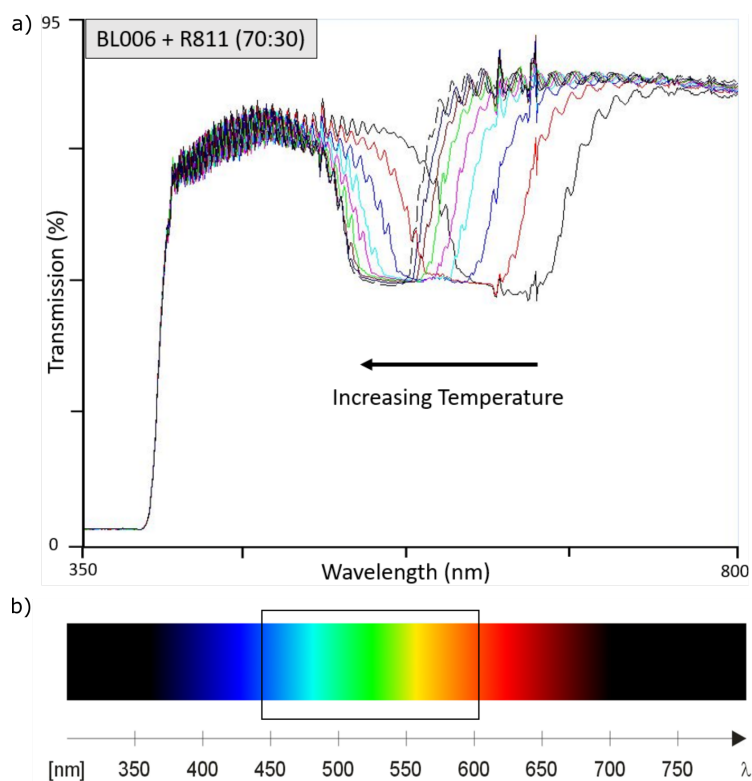 a)
95
BL006 + R811 (70:30)
Transmission (%)
Increasing Temperature
0
350
Wavelength (nm)
800
b)
[nm] 350 400 450 500 550 600 650 700 750 λ